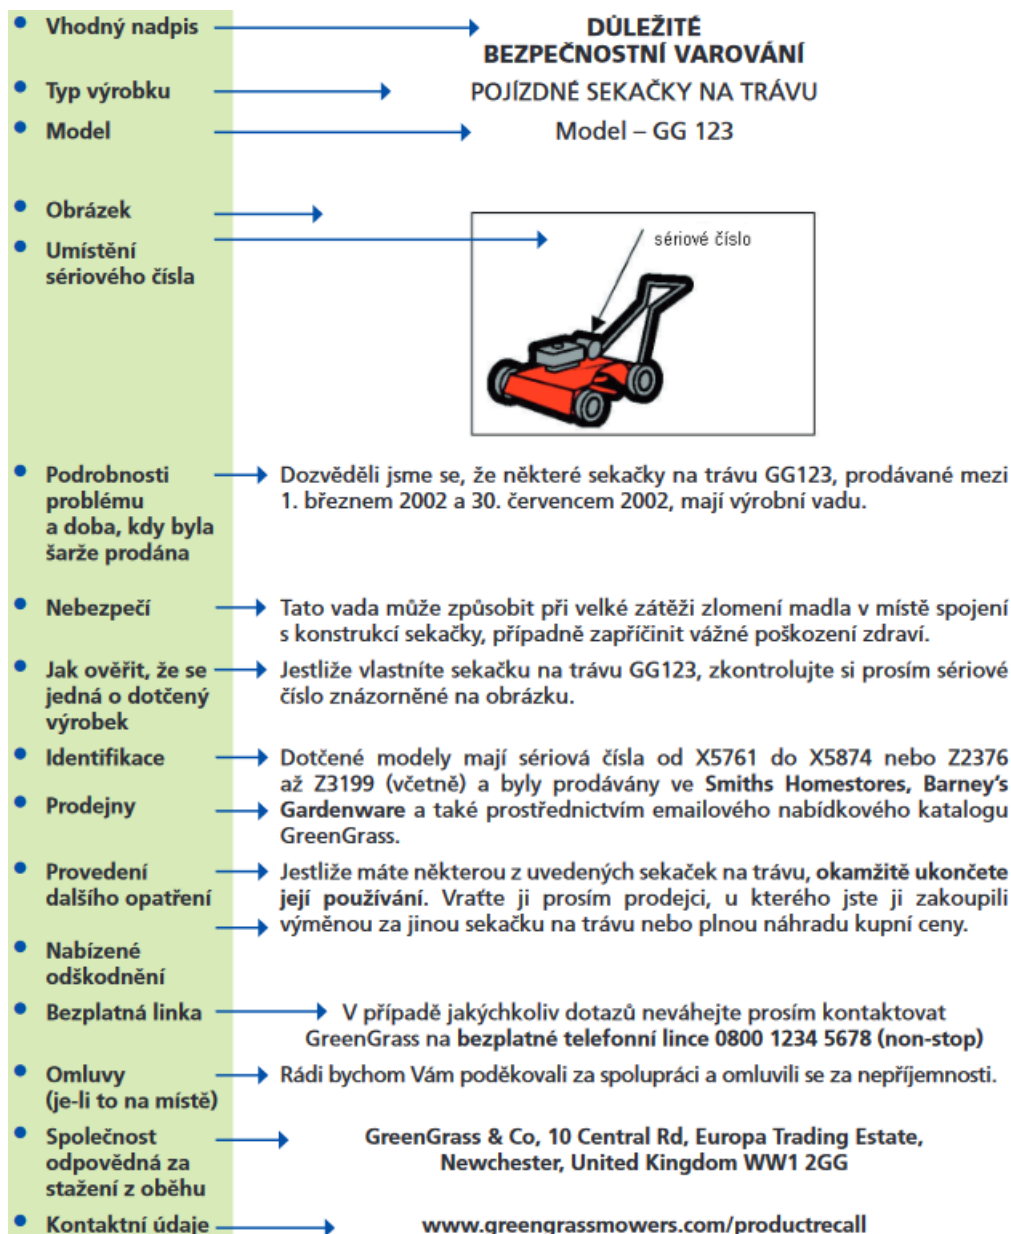 • Vhodný nadpis
DŮLEŽITÉ
BEZPEČNOSTNÍ VAROVÁNÍ
• Typ výrobku
POJÍZDNÉ SEKAČKY NA TRÁVU
• Model
Model – GG 123
• Obrázek
• Umístění
sériového čísla
sériové číslo
• Podrobnosti
problému
a doba, kdy byla
šarže prodána
Dozvěděli jsme se, že některé sekačky na trávu GG123, prodávané mezi
1. březnem 2002 a 30. červencem 2002, mají výrobní vadu.
• Nebezpečí
Tato vada může způsobit při velké zátěži zlomení madla v místě spojení
s konstrukcí sekačky, případně zapříčinit vážné poškození zdraví.
• Jak ověřit, že se
jedná o dotčený
výrobek
Jestliže vlastníte sekačku na trávu GG123, zkontrolujte si prosím sériové
číslo znázorněné na obrázku.
• Identifikace
• Prodejny
Dotčené modely mají sériová čísla od X5761 do X5874 nebo Z2376
až Z3199 (včetně) a byly prodávány ve Smiths Homestores, Barney’s
Gardenware a také prostřednictvím emailového nabídkového katalogu
GreenGrass.
• Provedení
dalšího opatření
• Nabízené
odškodnění
Jestliže máte některou z uvedených sekaček na trávu, okamžitě ukončete
její používání. Vraťte ji prosím prodejci, u kterého jste ji zakoupili
výměnou za jinou sekačku na trávu nebo plnou náhradu kupní ceny.
• Bezplatná linka
V případě jakýchkoliv dotazů neváhejte prosím kontaktovat
GreenGrass na bezplatné telefonní lince 0800 1234 5678 (non-stop)
• Omluvy
(je-li to na místě)
Rádi bychom Vám poděkovali za spolupráci a omluvili se za nepříjemnosti.
• Společnost
odpovědná za
stažení z oběhu
GreenGrass & Co, 10 Central Rd, Europa Trading Estate,
Newchester, United Kingdom WW1 2GG
• Kontaktní údaje
www.greengrassmowers.com/productrecall